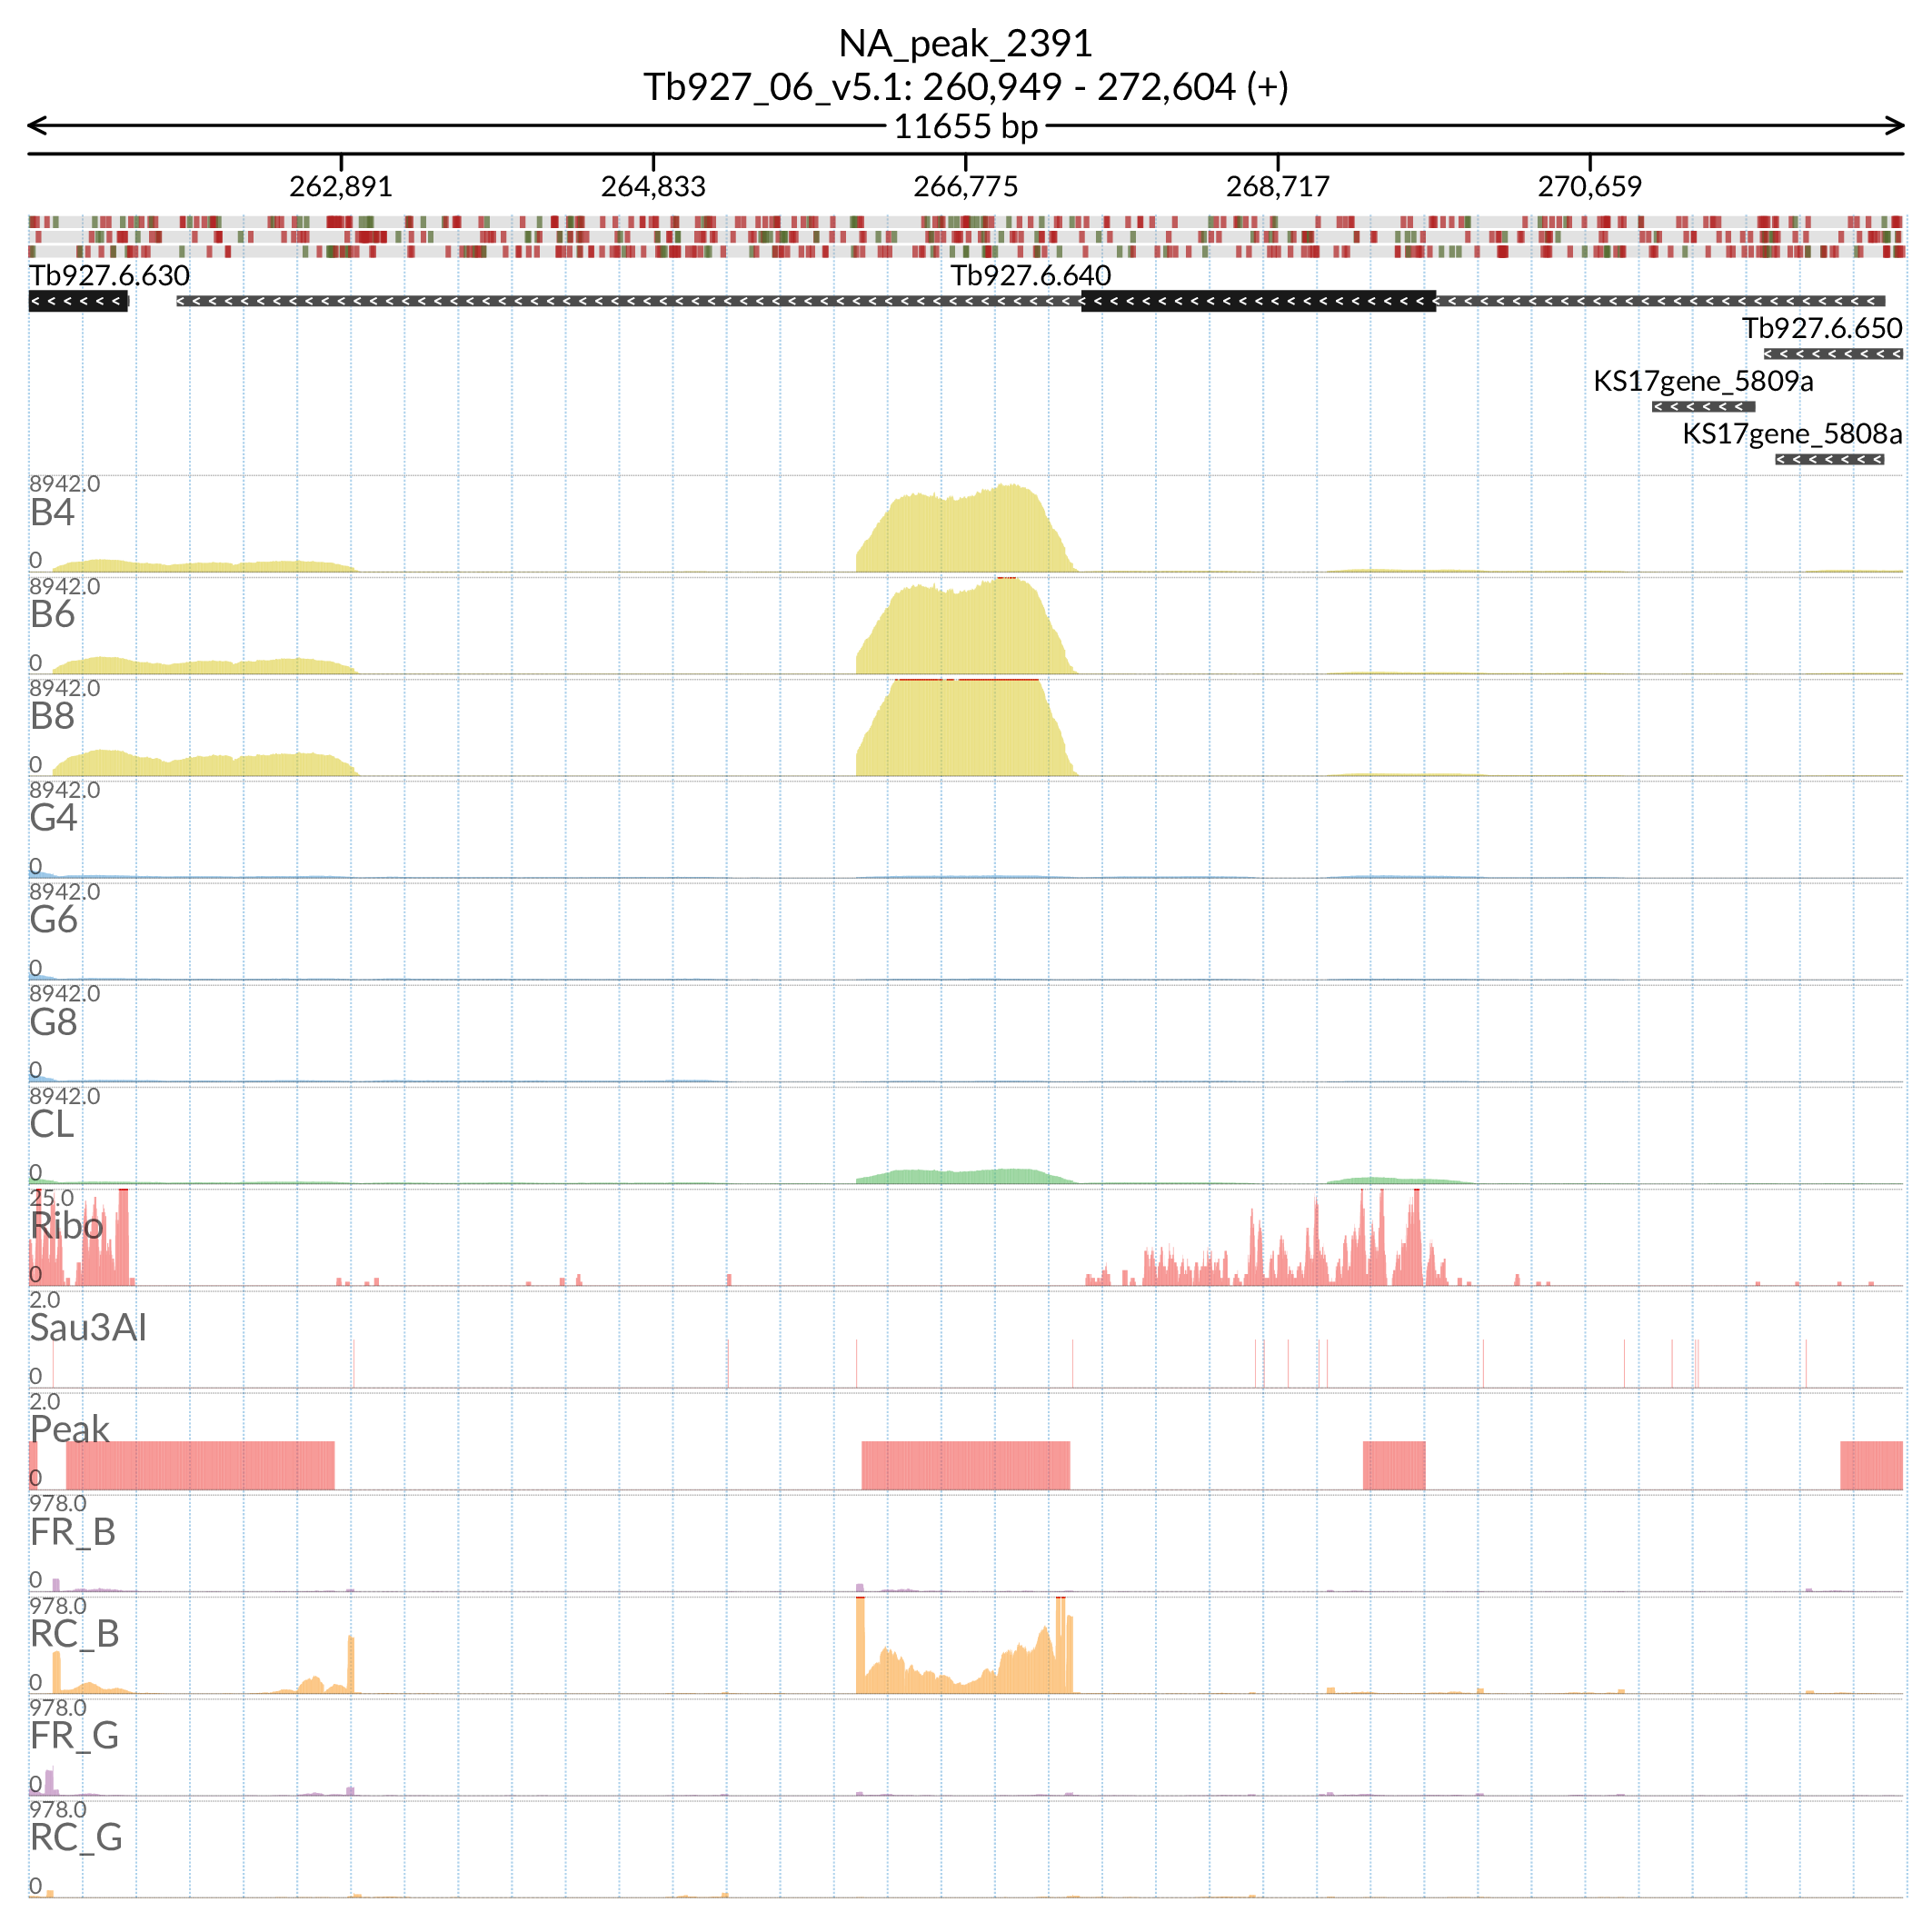 NA_peak_2391
Tb927_06_v5.1: 260,949 - 272,604 (+)
11655 bp
262,891 264,833 266,775 268,717 270,659
Tb927.6.630 Tb927.6.640
Tb927.6.650
KS17gene_5809a
KS17gene_5808a
8942.0
B4
0
8942.0
B6
0
8942.0
B8
0
8942.0
G4
0
8942.0
G6
0
8942.0
G8
0
8942.0
CL
0
25.0
Ribo
0
2.0
Sau3AI
0
2.0
Peak
0
978.0
FR_B
0
978.0
RC_B
0
978.0
FR_G
0
978.0
RC_G
0